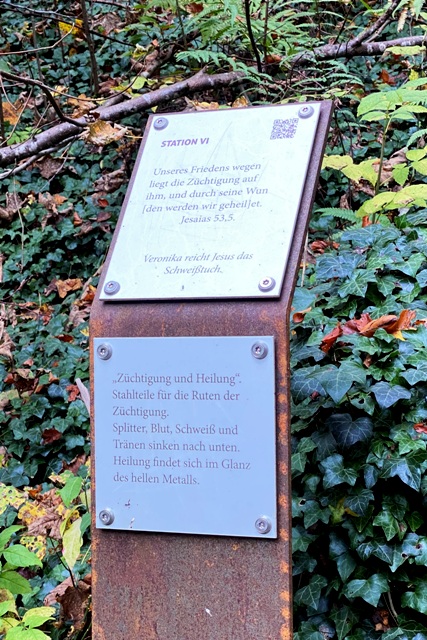 STATION VI
Unseres Friedens wegen
liegt die Züchtigung auf
ihm, und durch seine Wun
[den werden wir geheil]et.
Jesaias 53,5.
Veronika reicht Jesus das
Schweißtuch.
„Züchtigung und Heilung“.
Stahlteile für die Ruten der
Züchtigung.
Splitter, Blut, Schweiß und
Tränen sinken nach unten.
Heilung findet sich im Glanz
des hellen Metalls.